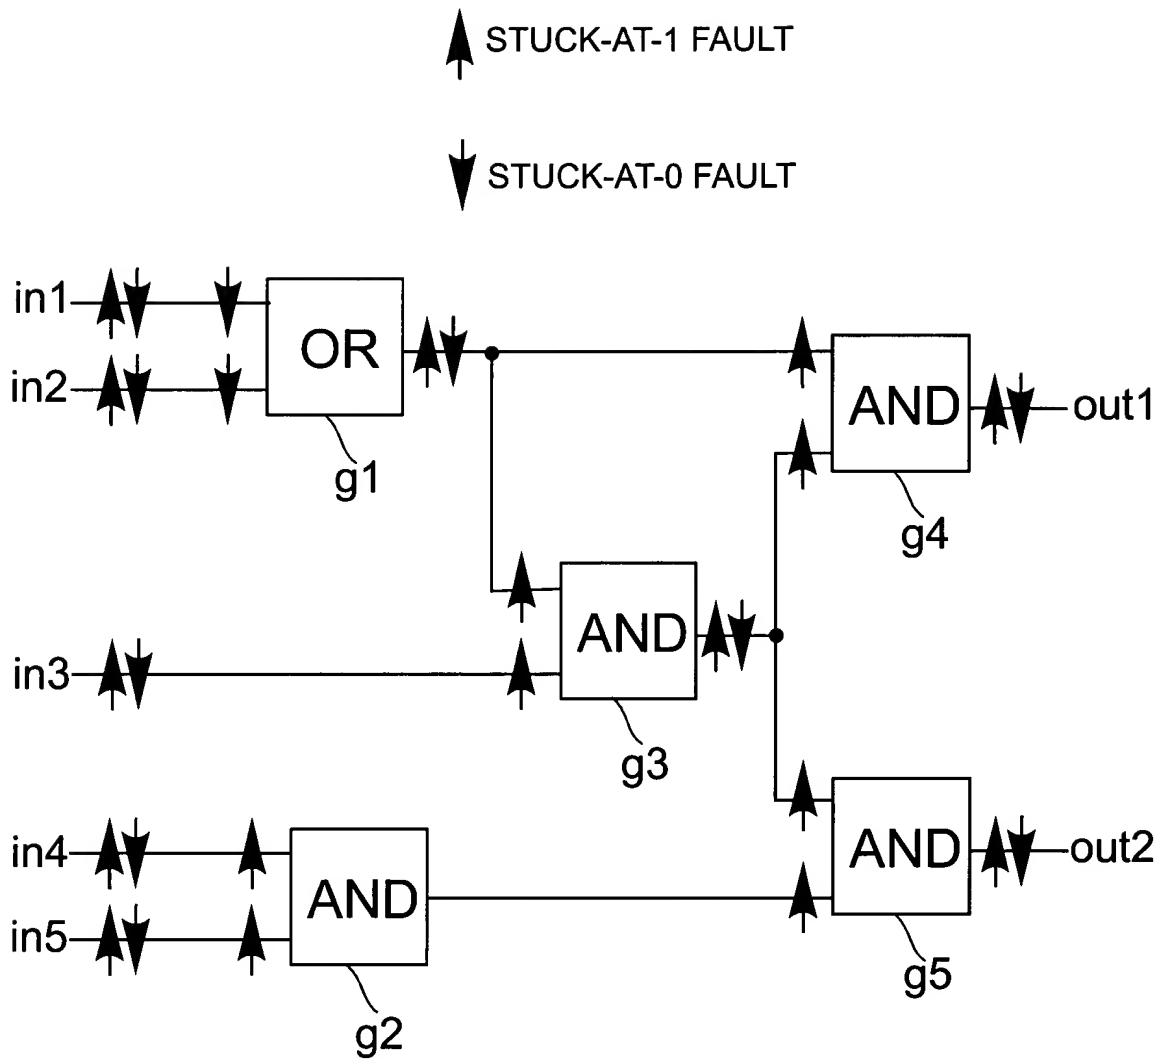 STUCK-AT-1 FAULT
STUCK-AT-0 FAULT
in1
OR
in2
AND
out1
g1
g4
AND
in3
g3
in4
AND
out2
AND
in5
g5
g2